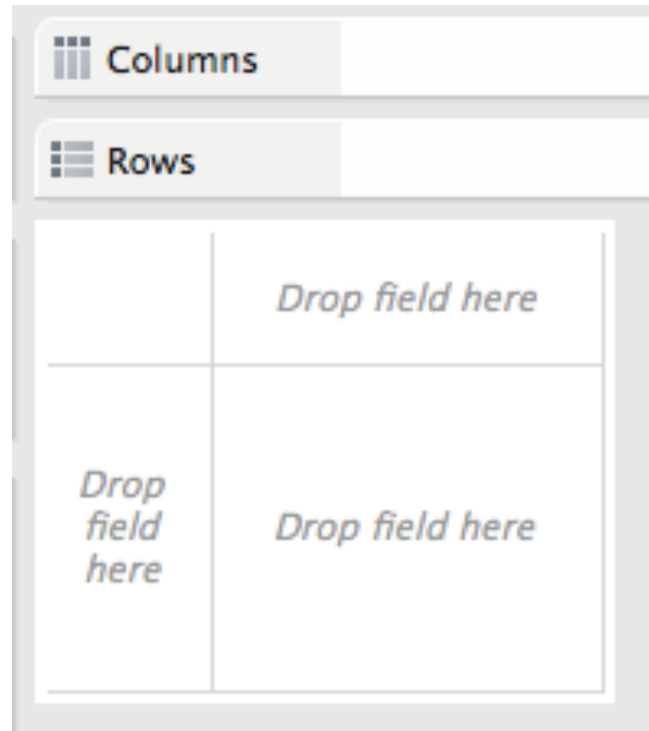 Columns
Rows
Drop field here
Drop
field
here
Drop field here